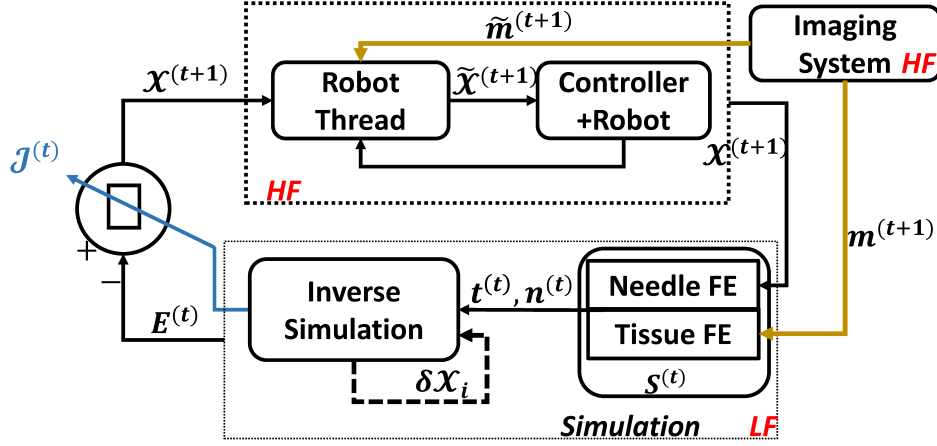 m̃⁽ᵗ⁺¹⁾
Imaging
System HF
𝒳⁽ᵗ⁺¹⁾
Robot
Thread
𝒳̃⁽ᵗ⁺¹⁾
Controller
+Robot
𝒳⁽ᵗ⁺¹⁾
HF
𝒥⁽ᵗ⁾
+
−
m⁽ᵗ⁺¹⁾
Inverse
Simulation
t⁽ᵗ⁾, n⁽ᵗ⁾
Needle FE
Tissue FE
S⁽ᵗ⁾
E⁽ᵗ⁾
δ𝒳ᵢ
Simulation LF